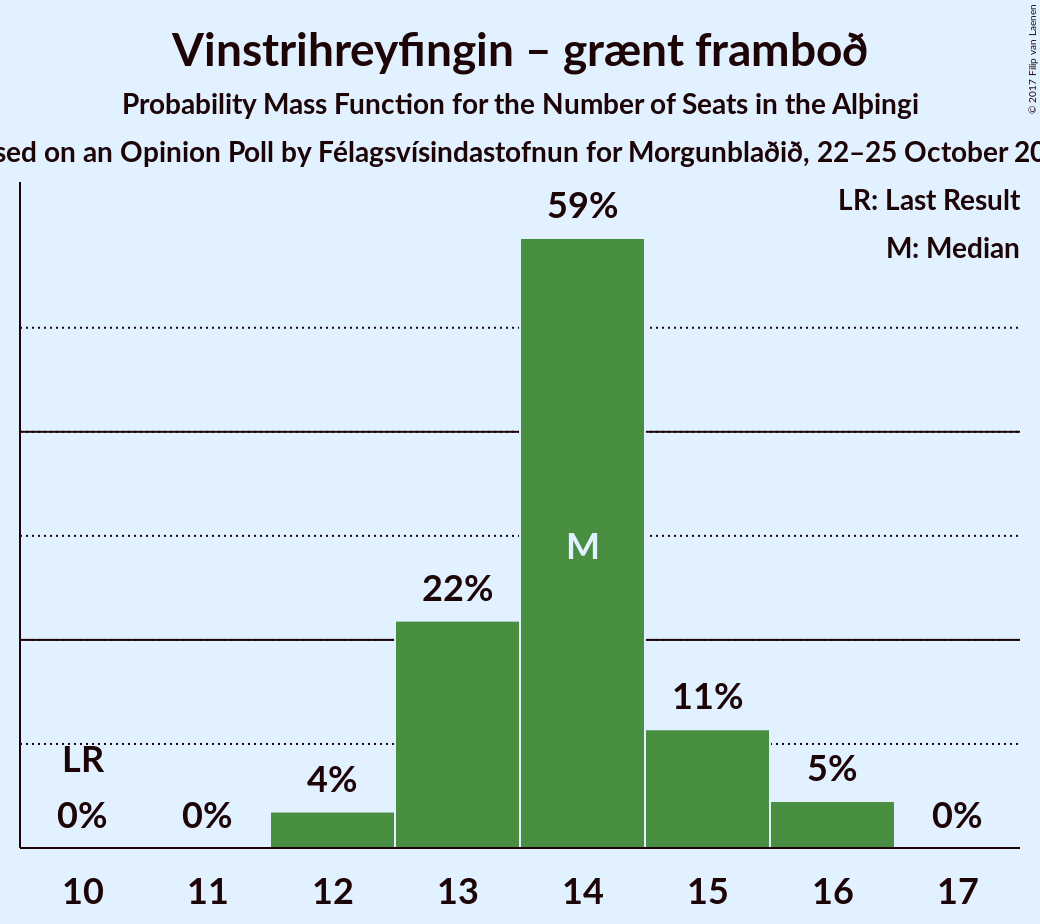 Vinstrihreyfingin – grænt framboð
Probability Mass Function for the Number of Seats in the Alþingi
sed on an Opinion Poll by Félagsvísindastofnun for Morgunblaðið, 22–25 October 20
© 2017 Filip van Laenen
LR: Last Result
M: Median
59%
M
22%
11%
LR
4%
5%
0%
0%
0%
10 11 12 13 14 15 16 17